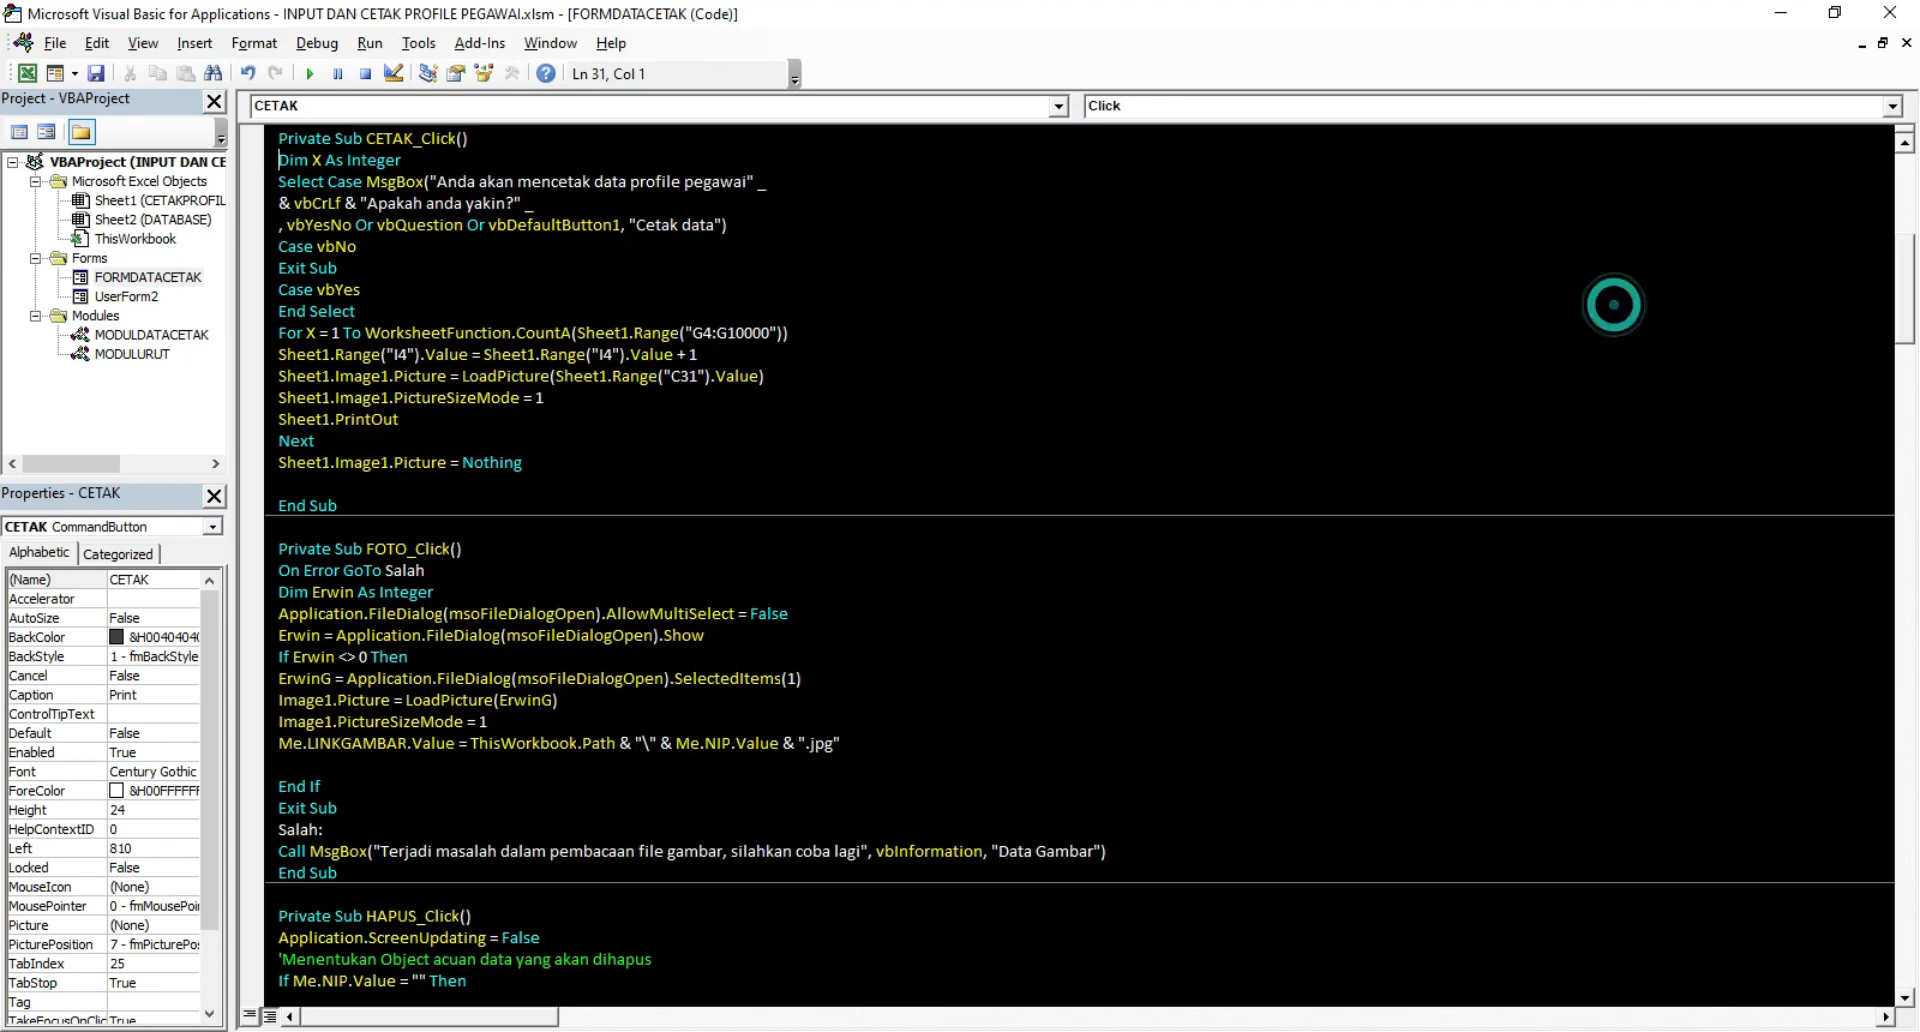 Microsoft Visual Basic for Applications - INPUT DAN CETAK PROFILE PEGAWAI.xlsm - [FORMDATACETAK (Code)]
File Edit View Insert Format Debug Run Tools Add-Ins Window Help
Ln 31, Col 1
Project - VBAProject
CETAK
Click
VBAProject (INPUT DAN CE
Microsoft Excel Objects
Sheet1 (CETAKPROFIL
Sheet2 (DATABASE)
ThisWorkbook
Forms
FORMDATACETAK
UserForm2
Modules
MODULDATACETAK
MODULURUT
Properties - CETAK
CETAK CommandButton
Alphabetic Categorized
(Name) CETAK
Accelerator
AutoSize False
BackColor &H0040404(
BackStyle 1 - fmBackStyle
Cancel False
Caption Print
ControlTipText
Default False
Enabled True
Font Century Gothic
ForeColor &H00FFFFFF
Height 24
HelpContextID 0
Left 810
Locked False
MouseIcon (None)
MousePointer 0 - fmMousePoi
Picture (None)
PicturePosition 7 - fmPicturePo
TabIndex 25
TabStop True
Tag
TakeFocusOnClic True
Private Sub CETAK_Click()
Dim X As Integer
Select Case MsgBox("Anda akan mencetak data profile pegawai" _
& vbCrLf & "Apakah anda yakin?" _
, vbYesNo Or vbQuestion Or vbDefaultButton1, "Cetak data")
Case vbNo
Exit Sub
Case vbYes
End Select
For X = 1 To WorksheetFunction.CountA(Sheet1.Range("G4:G10000"))
Sheet1.Range("I4").Value = Sheet1.Range("I4").Value + 1
Sheet1.Image1.Picture = LoadPicture(Sheet1.Range("C31").Value)
Sheet1.Image1.PictureSizeMode = 1
Sheet1.PrintOut
Next
Sheet1.Image1.Picture = Nothing
End Sub
Private Sub FOTO_Click()
On Error GoTo Salah
Dim Erwin As Integer
Application.FileDialog(msoFileDialogOpen).AllowMultiSelect = False
Erwin = Application.FileDialog(msoFileDialogOpen).Show
If Erwin <> 0 Then
ErwinG = Application.FileDialog(msoFileDialogOpen).SelectedItems(1)
Image1.Picture = LoadPicture(ErwinG)
Image1.PictureSizeMode = 1
Me.LINKGAMBAR.Value = ThisWorkbook.Path & "\" & Me.NIP.Value & ".jpg"
End If
Exit Sub
Salah:
Call MsgBox("Terjadi masalah dalam pembacaan file gambar, silahkan coba lagi", vbInformation, "Data Gambar")
End Sub
Private Sub HAPUS_Click()
Application.ScreenUpdating = False
'Menentukan Object acuan data yang akan dihapus
If Me.NIP.Value = "" Then